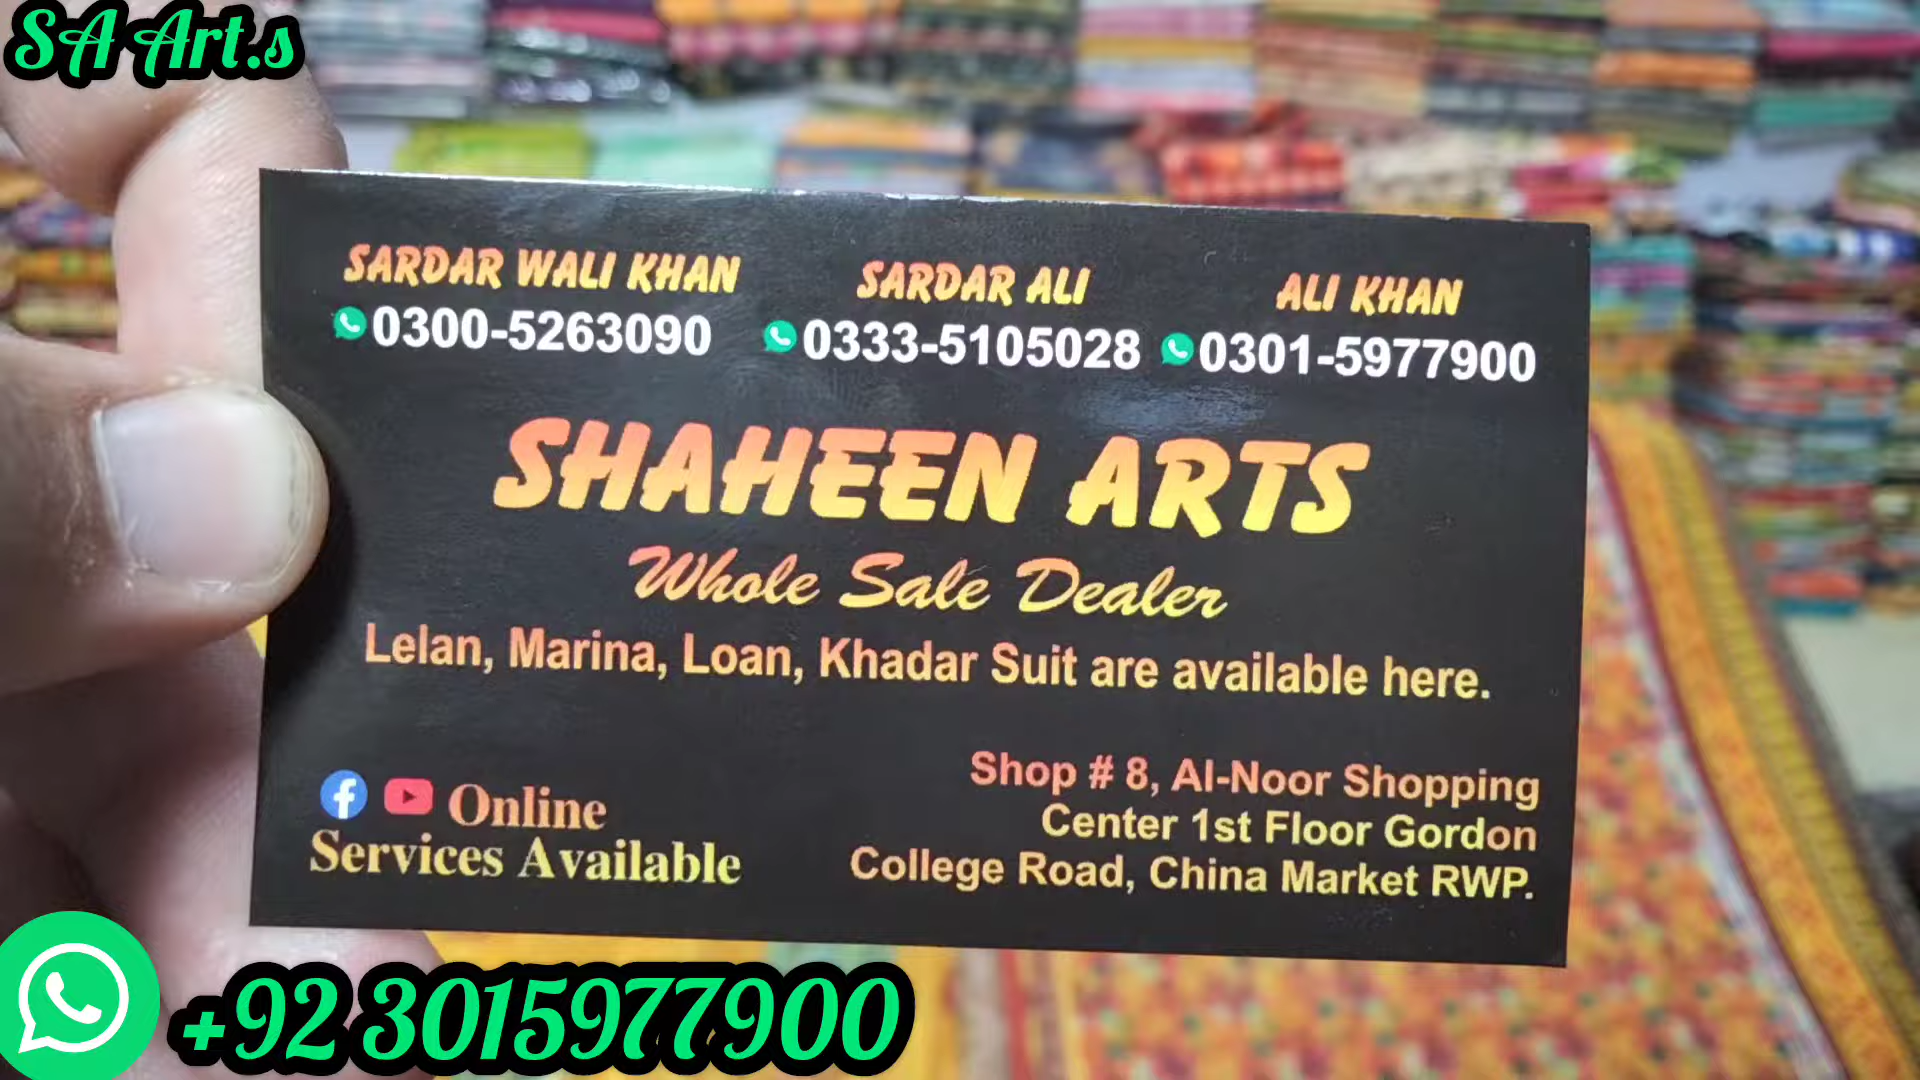 SA Art.s
SARDAR WALI KHAN
0300-5263090
SARDAR ALI
0333-5105028
ALI KHAN
0301-5977900
SHAHEEN ARTS
Whole Sale Dealer
Lelan, Marina, Loan, Khadar Suit are available here.
Online
Services Available
Shop # 8, Al-Noor Shopping
Center 1st Floor Gordon
College Road, China Market RWP.
+92 3015977900